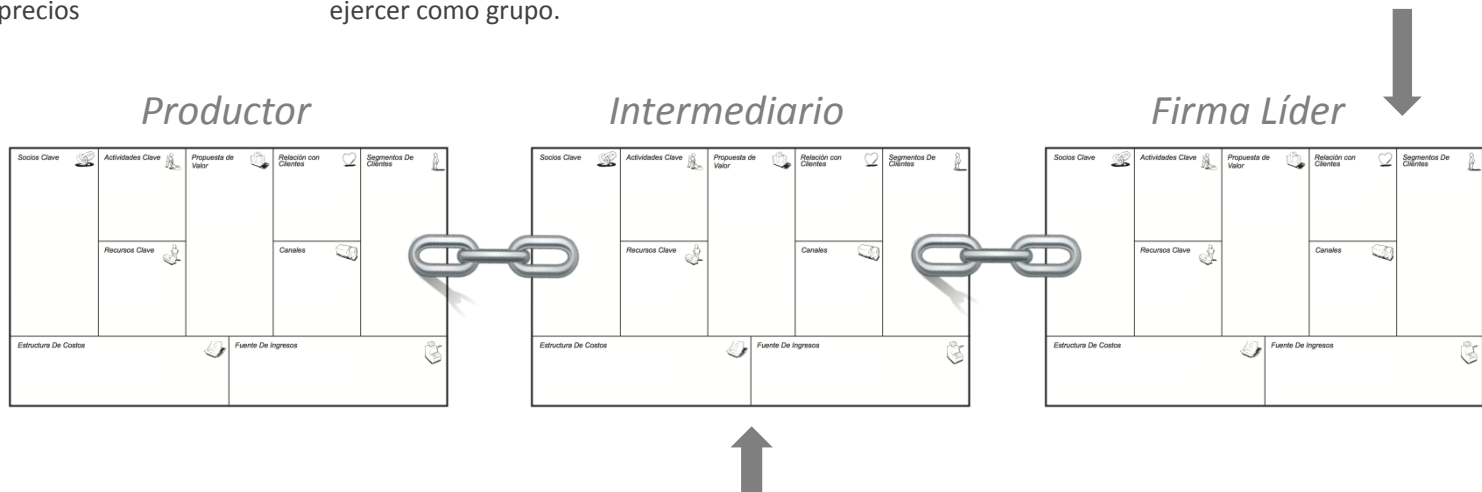 precios
ejercer como grupo.
Productor
Intermediario
Firma Líder
Socios Clave
Actividades Clave
Propuesta de
Valor
Relación con
Clientes
Segmentos De
Clientes
Recursos Clave
Canales
Estructura De Costos
Fuente De Ingresos
Socios Clave
Actividades Clave
Propuesta de
Valor
Relación con
Clientes
Segmentos De
Clientes
Recursos Clave
Canales
Estructura De Costos
Fuente De Ingresos
Socios Clave
Actividades Clave
Propuesta de
Valor
Relación con
Clientes
Segmentos De
Clientes
Recursos Clave
Canales
Estructura De Costos
Fuente De Ingresos